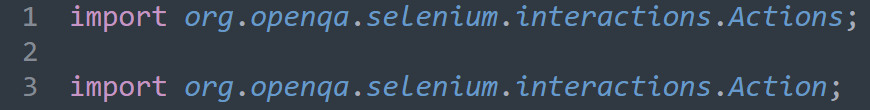 1 import org.openqa.selenium.interactions.Actions;
2
3 import org.openqa.selenium.interactions.Action;